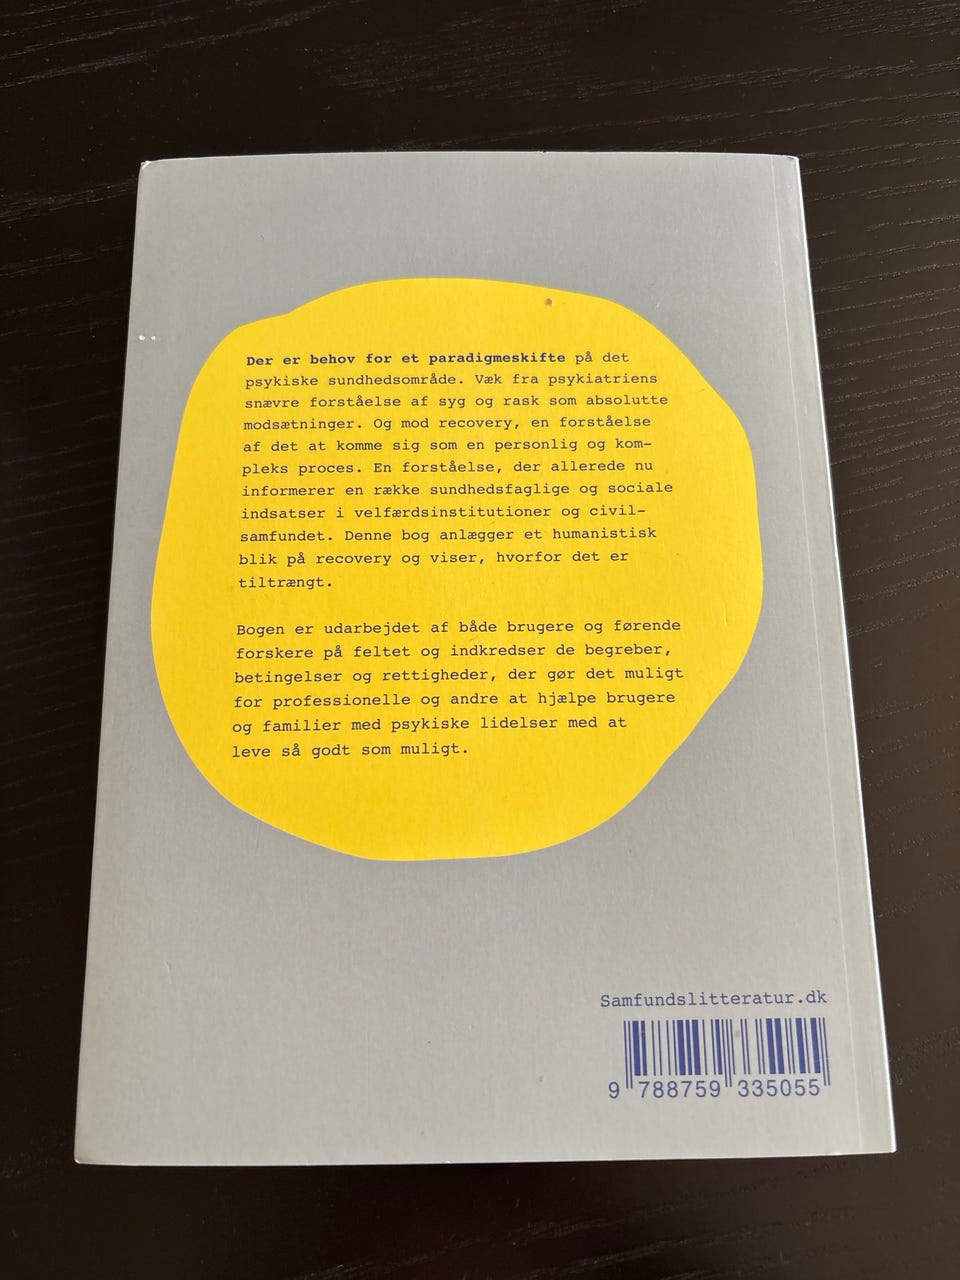 Der er behov for et paradigmeskifte på det
psykiske sundhedsområde. Væk fra psykiatriens
snævre forståelse af syg og rask som absolutte
modsætninger. Og mod recovery, en forståelse
af det at komme sig som en personlig og kom-
pleks proces. En forståelse, der allerede nu
informerer en række sundhedsfaglige og sociale
indsatser i velfærdsinstitutioner og civil-
samfundet. Denne bog anlægger et humanistisk
blik på recovery og viser, hvorfor det er
tiltrængt.
Bogen er udarbejdet af både brugere og førende
forskere på feltet og indkredser de begreber,
betingelser og rettigheder, der gør det muligt
for professionelle og andre at hjælpe brugere
og familier med psykiske lidelser med at
leve så godt som muligt.
Samfundslitteratur.dk
9 788759 335055